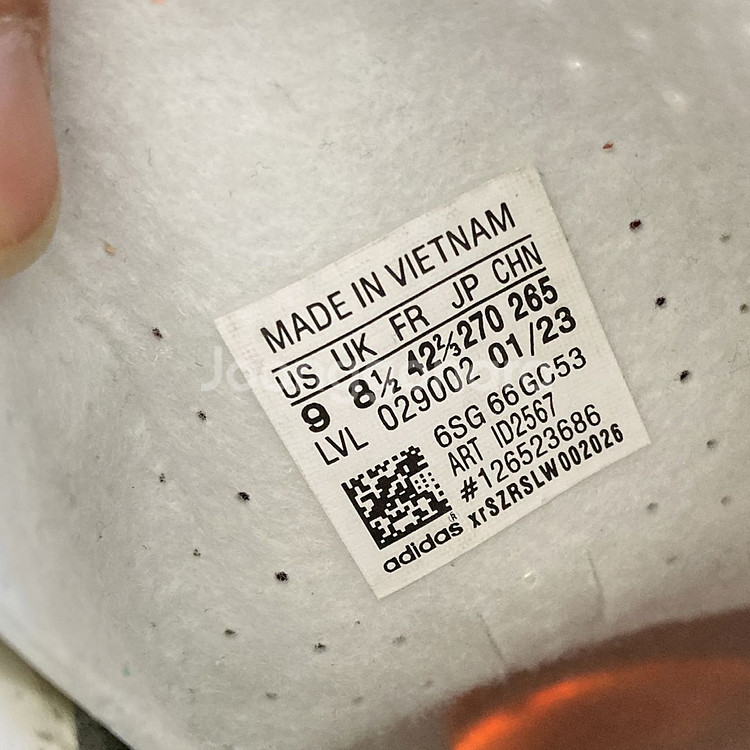 MADE IN VIETNAM
US UK FR JP CHN
9 8½ 42⅔ 270 265
LVL 029002 01/23
6SG 66GC53
ART ID2567
#126523686
xrSZRSLW002026
adidas®